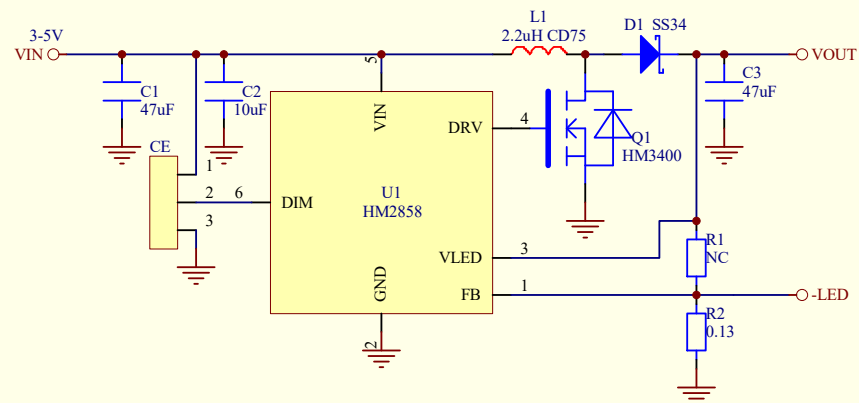 L1
3-5V
2.2uH CD75
D1 SS34
VIN
VOUT
5
C1
47uF
C2
10uF
C3
47uF
VIN
DRV
4
Q1
HM3400
CE
1
2
3
6
DIM
U1
HM2858
VLED
3
R1
NC
GND
FB
1
-LED
R2
0.13
2